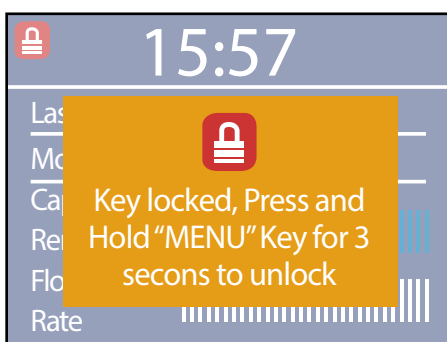 15:57
Key locked, Press and
Hold “MENU” Key for 3
secons to unlock
Rate